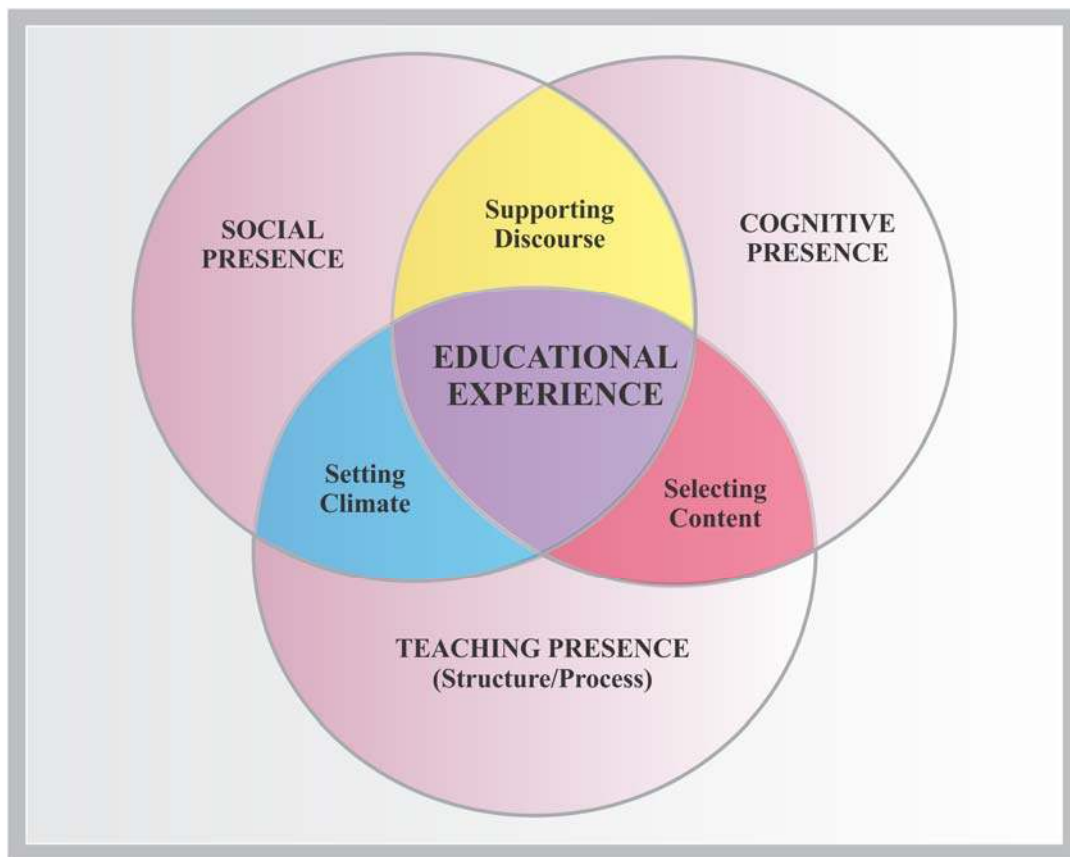 Supporting
Discourse
SOCIAL
PRESENCE
COGNITIVE
PRESENCE
EDUCATIONAL
EXPERIENCE
Setting
Climate
Selecting
Content
TEACHING PRESENCE
(Structure/Process)